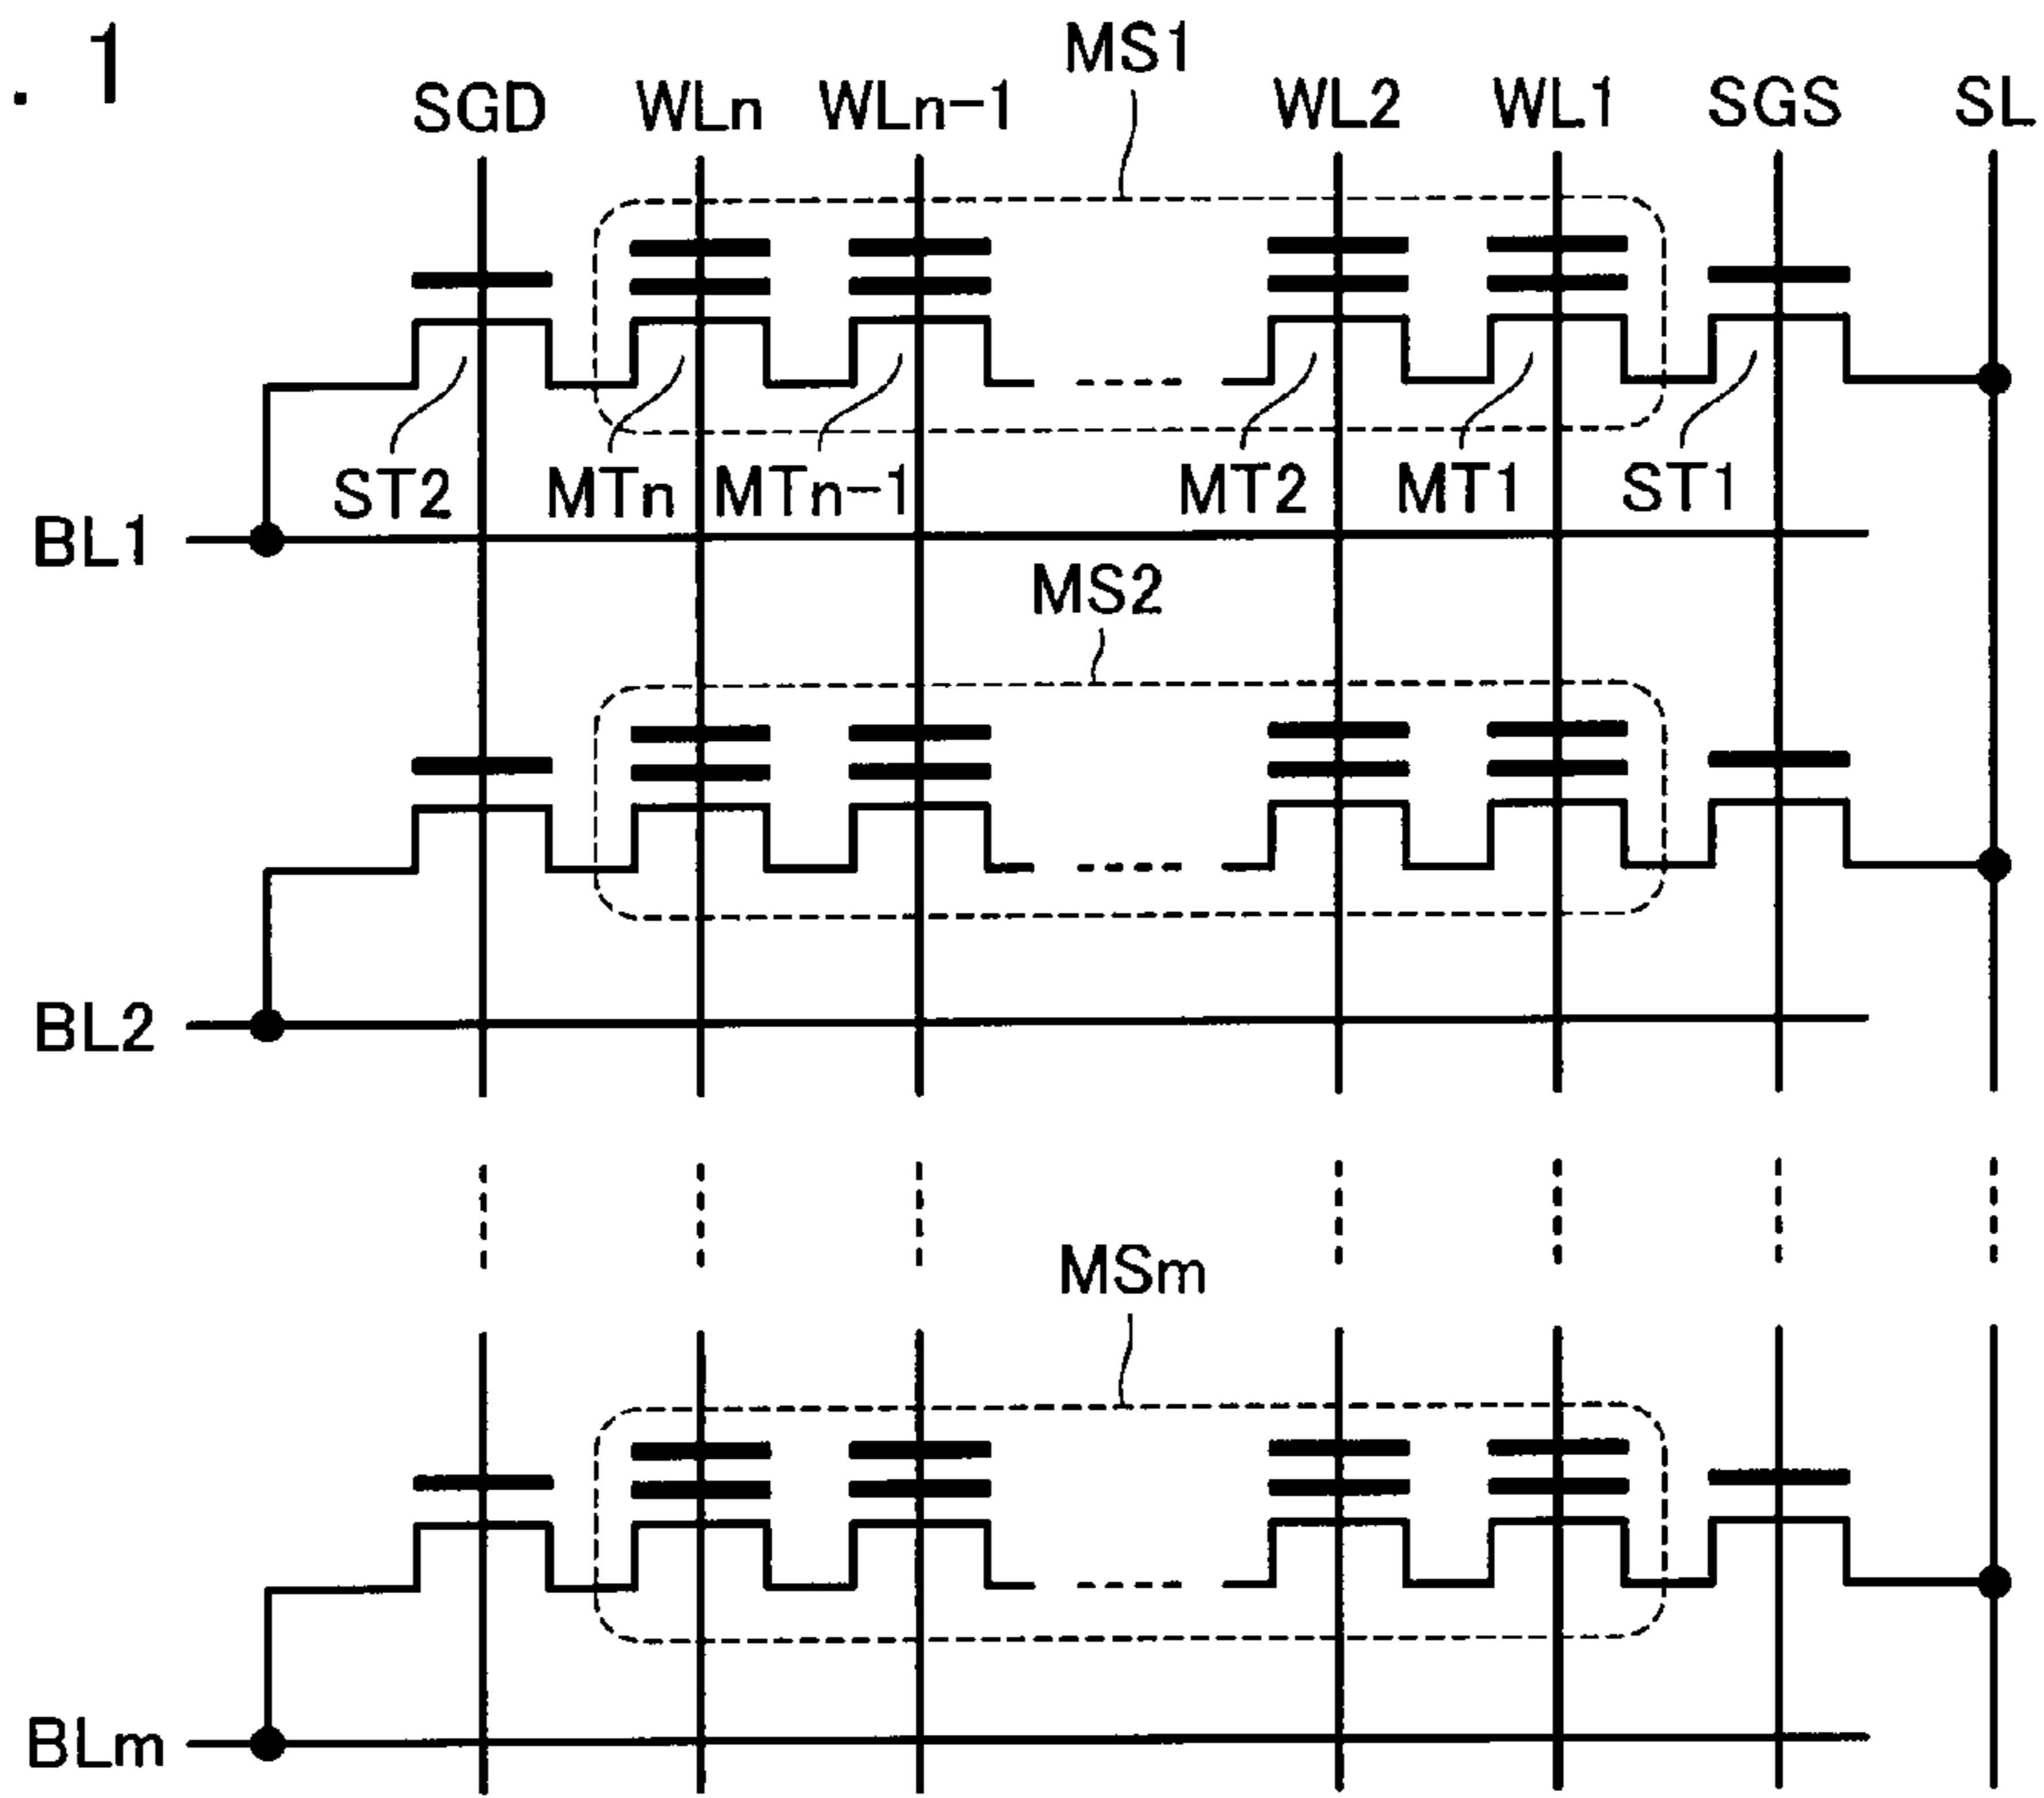 . 1
MS1
SGD WLn WLn-1 WL2 WL1 SGS SL
ST2 MTn MTn-1 MT2 MT1 ST1
BL1
MS2
BL2
MSm
BLm